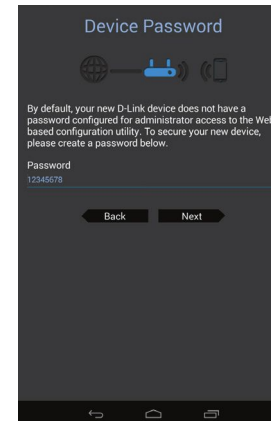 Device Password
By default, your new D-Link device does not have a
password configured for administrator access to the Web
based configuration utility. To secure your new device,
please create a password below.
Password
12345678
Back Next